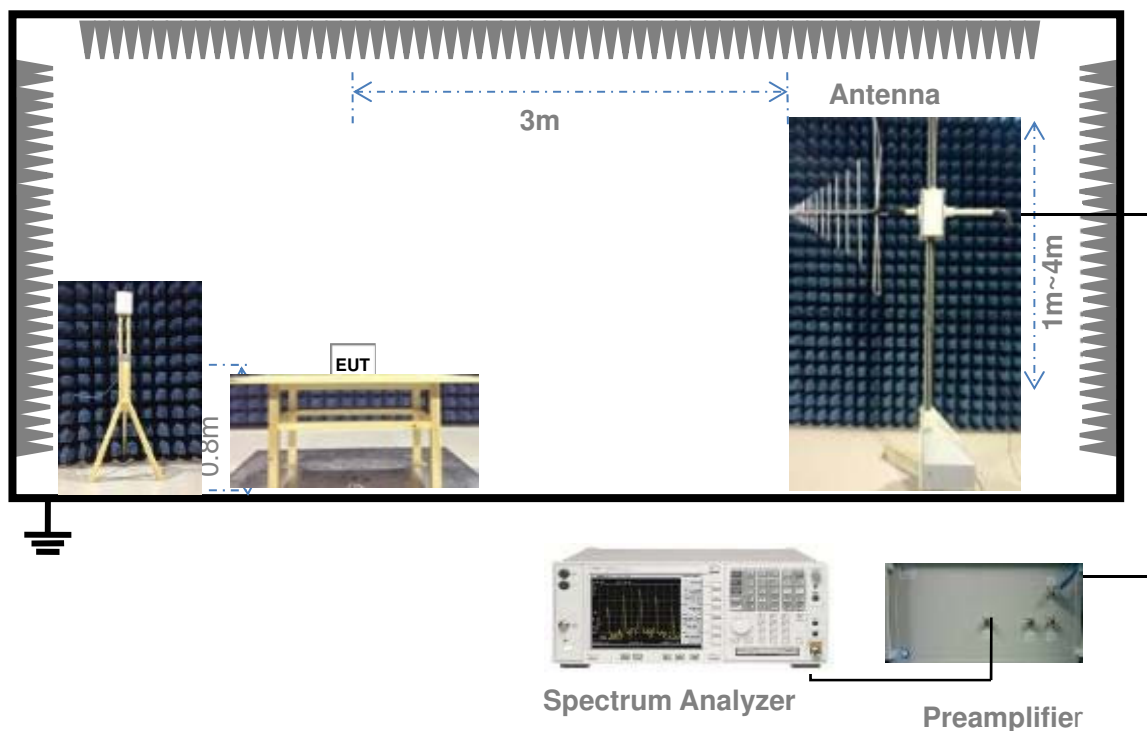 Antenna
3m
1m~4m
EUT
0.8m
Spectrum Analyzer
Preamplifier